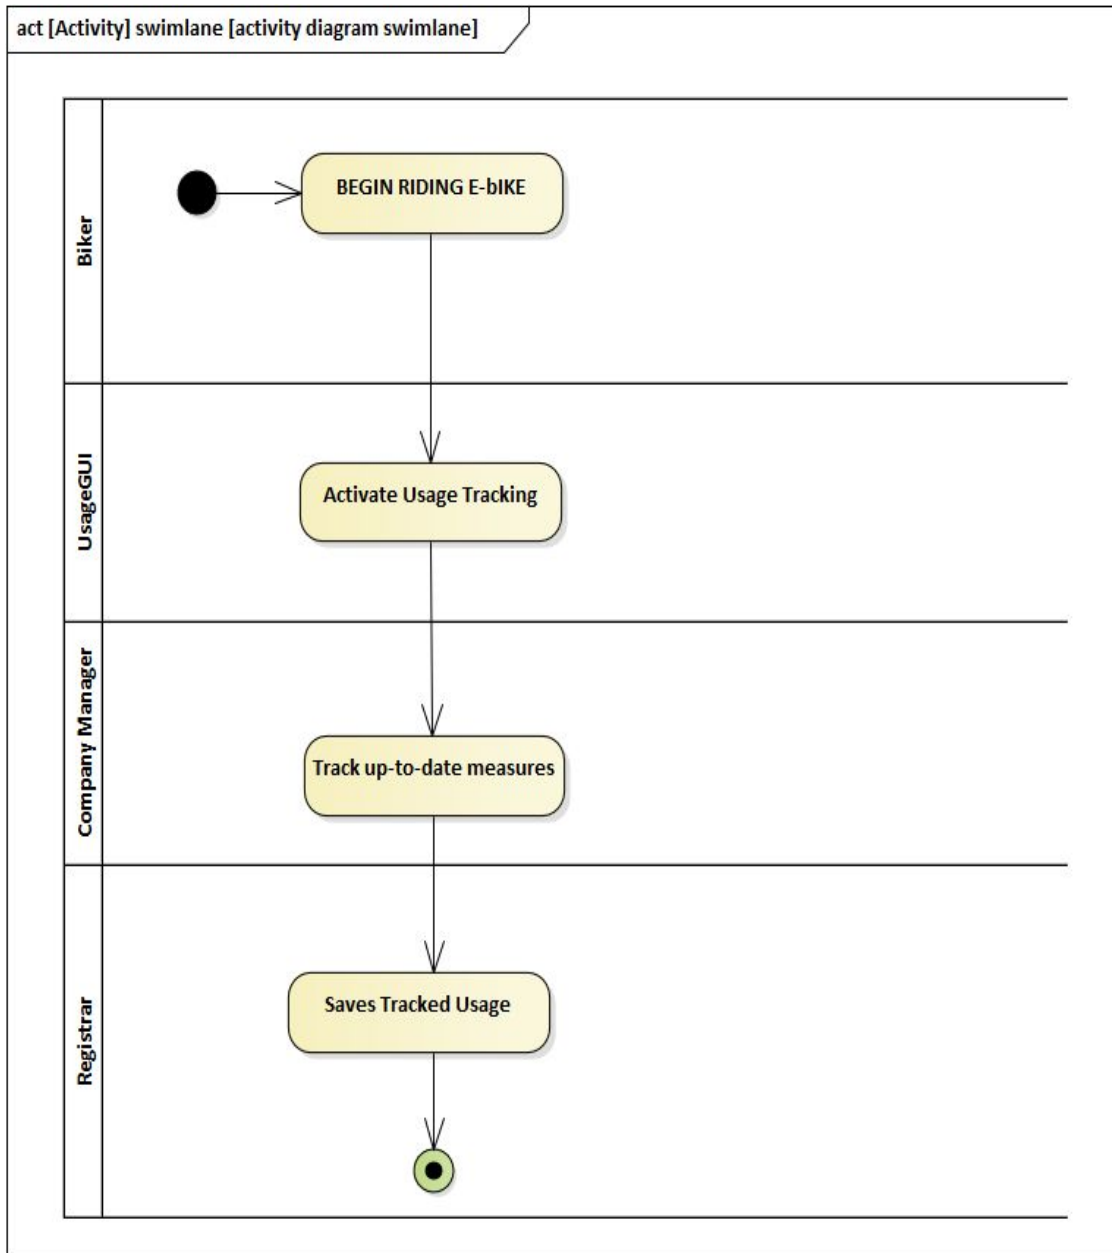 act [Activity] swimlane [activity diagram swimlane]
Biker
BEGIN RIDING E-bIKE
UsageGUI
Activate Usage Tracking
Company Manager
Track up-to-date measures
Registrar
Saves Tracked Usage